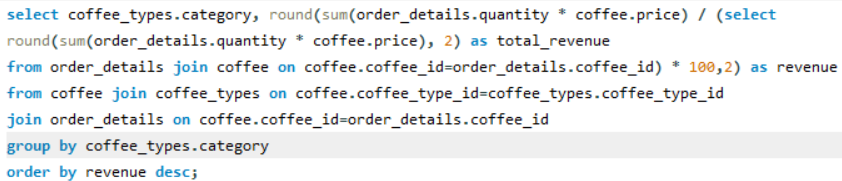 select coffee_types.category, round(sum(order_details.quantity * coffee.price) / (select
round(sum(order_details.quantity * coffee.price), 2) as total_revenue
from order_details join coffee on coffee.coffee_id=order_details.coffee_id) * 100,2) as revenue
from coffee join coffee_types on coffee.coffee_type_id=coffee_types.coffee_type_id
join order_details on coffee.coffee_id=order_details.coffee_id
group by coffee_types.category
order by revenue desc;